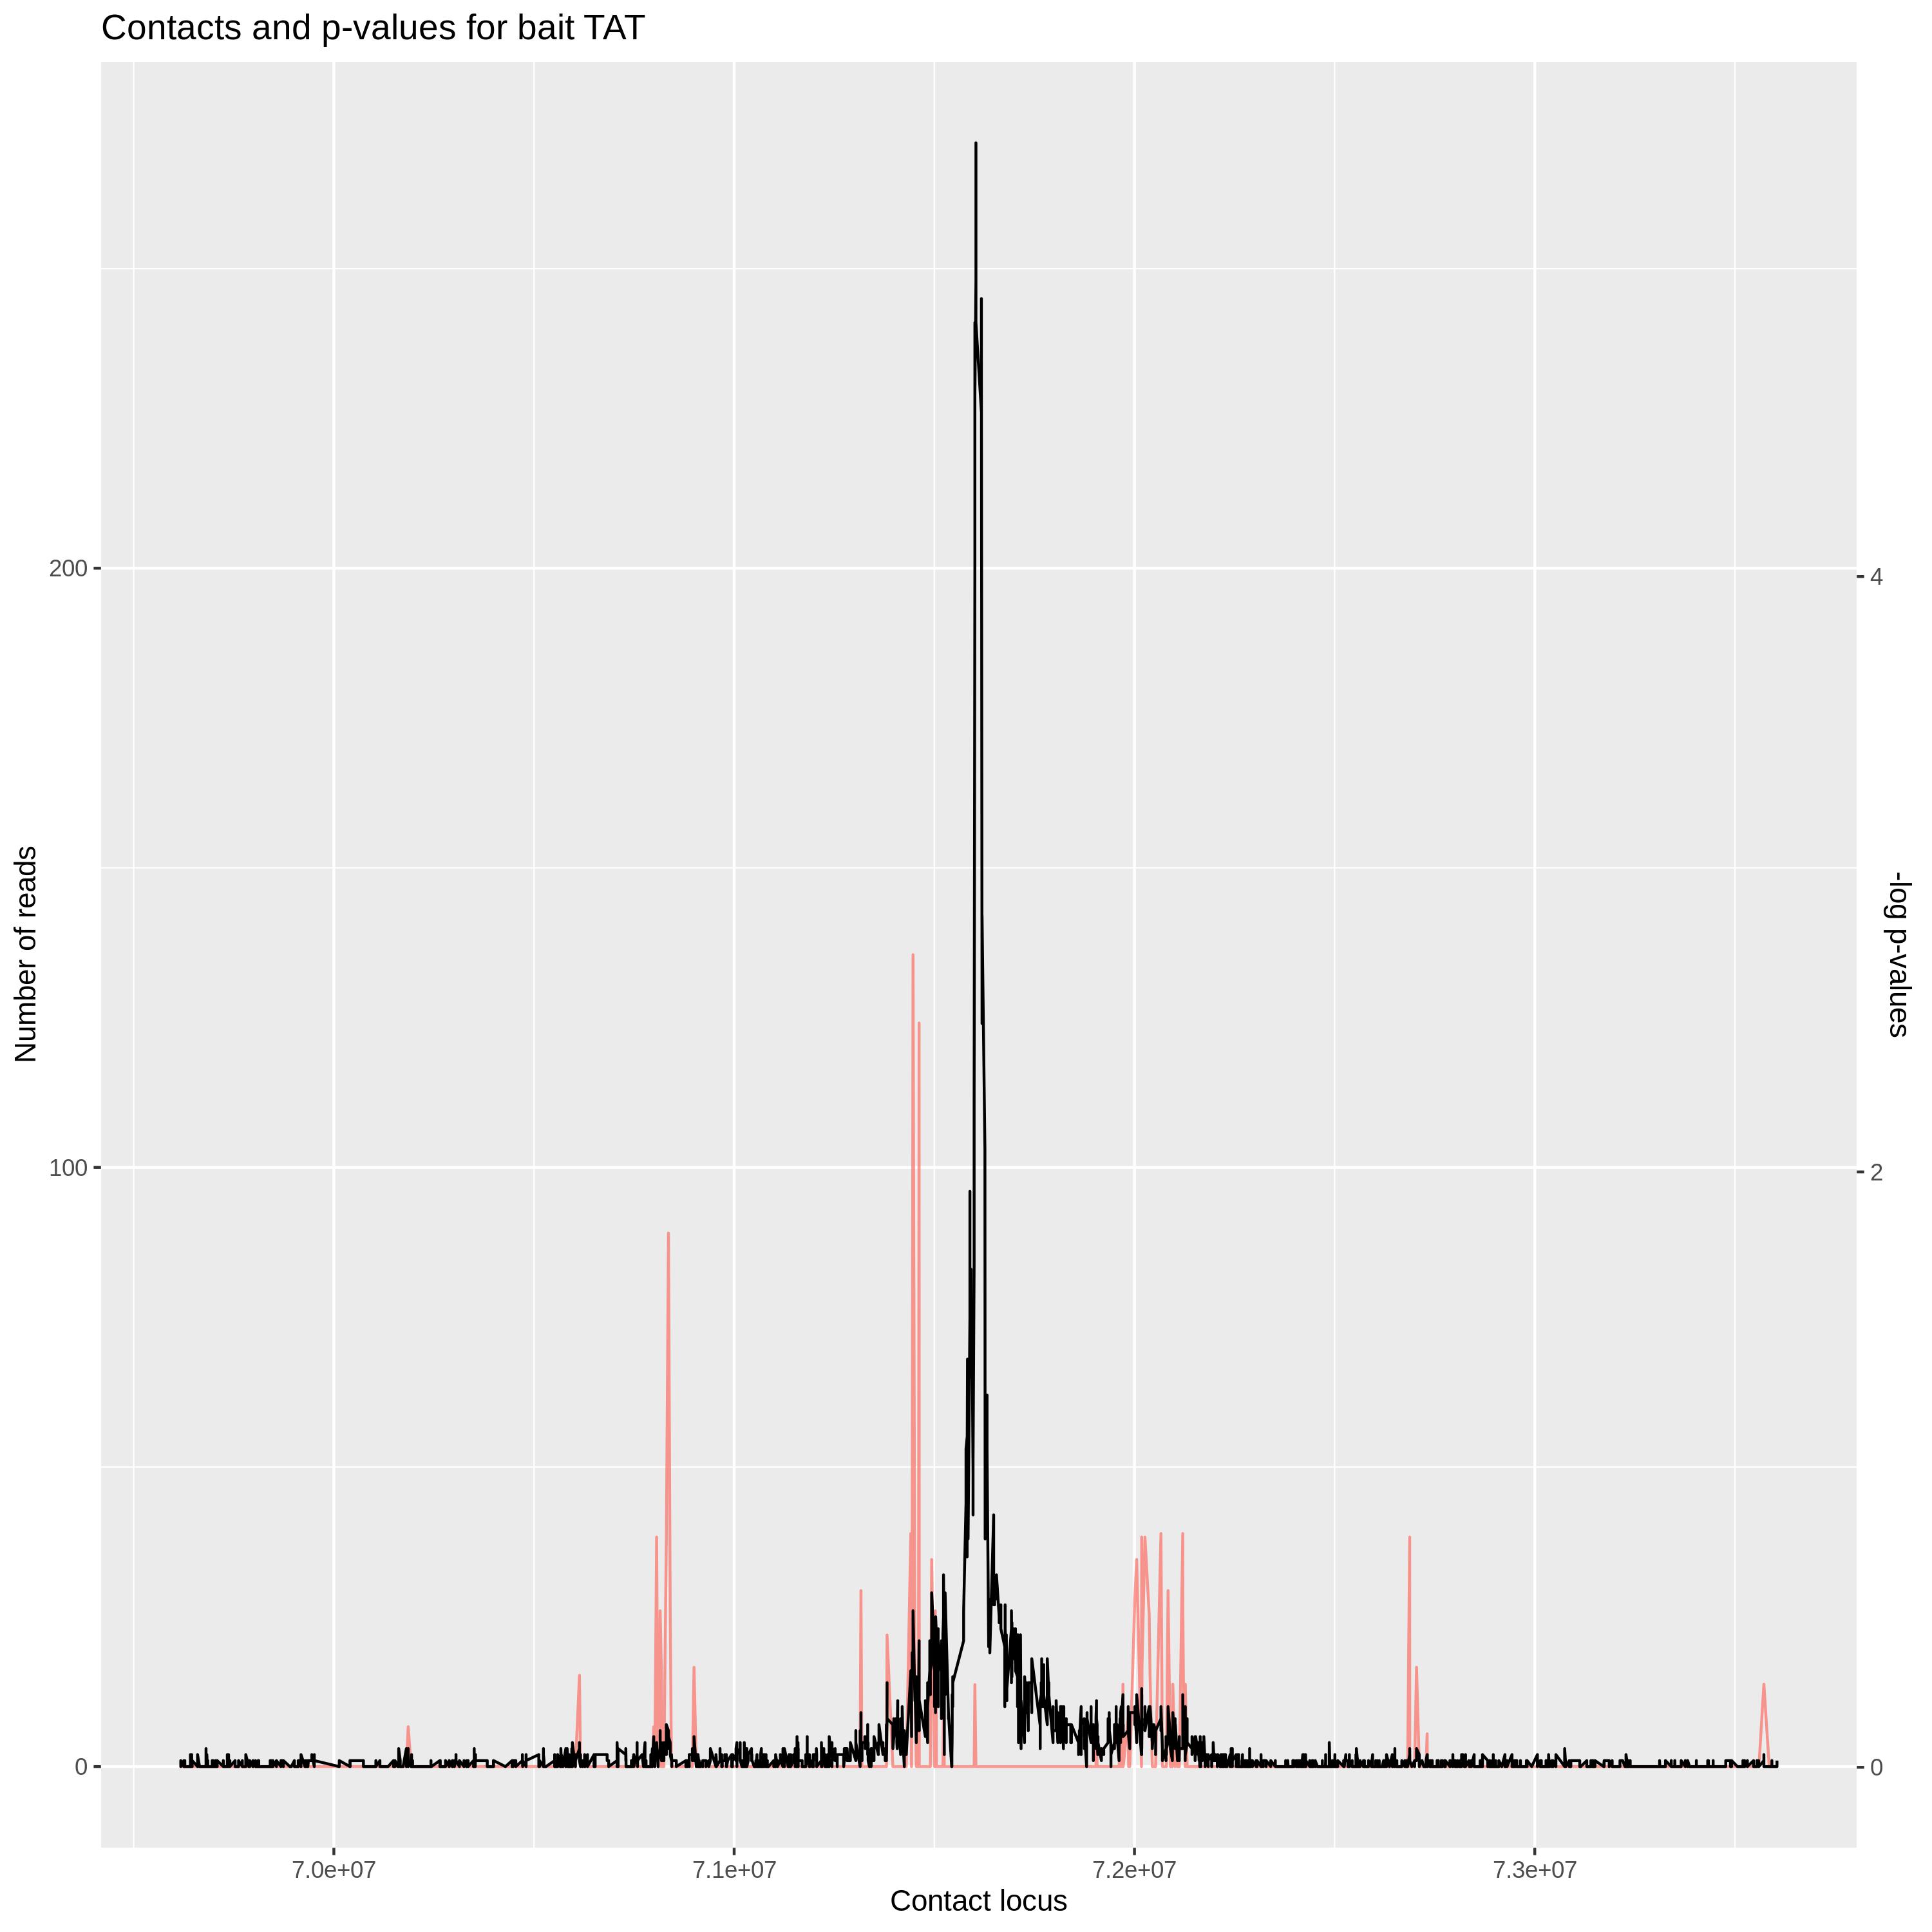 Contacts and p-values for bait TAT
Number of reads
200
100
0
4
2
0
-log p-values
7.0e+07
7.1e+07
7.2e+07
7.3e+07
Contact locus